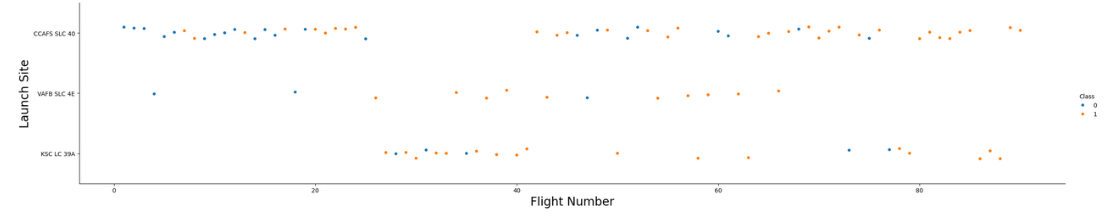 CCAFS SLC 40
VAFB SLC 4E
KSC LC 39A
Launch Site
0 20 40 60 80
Flight Number
Class
0
1